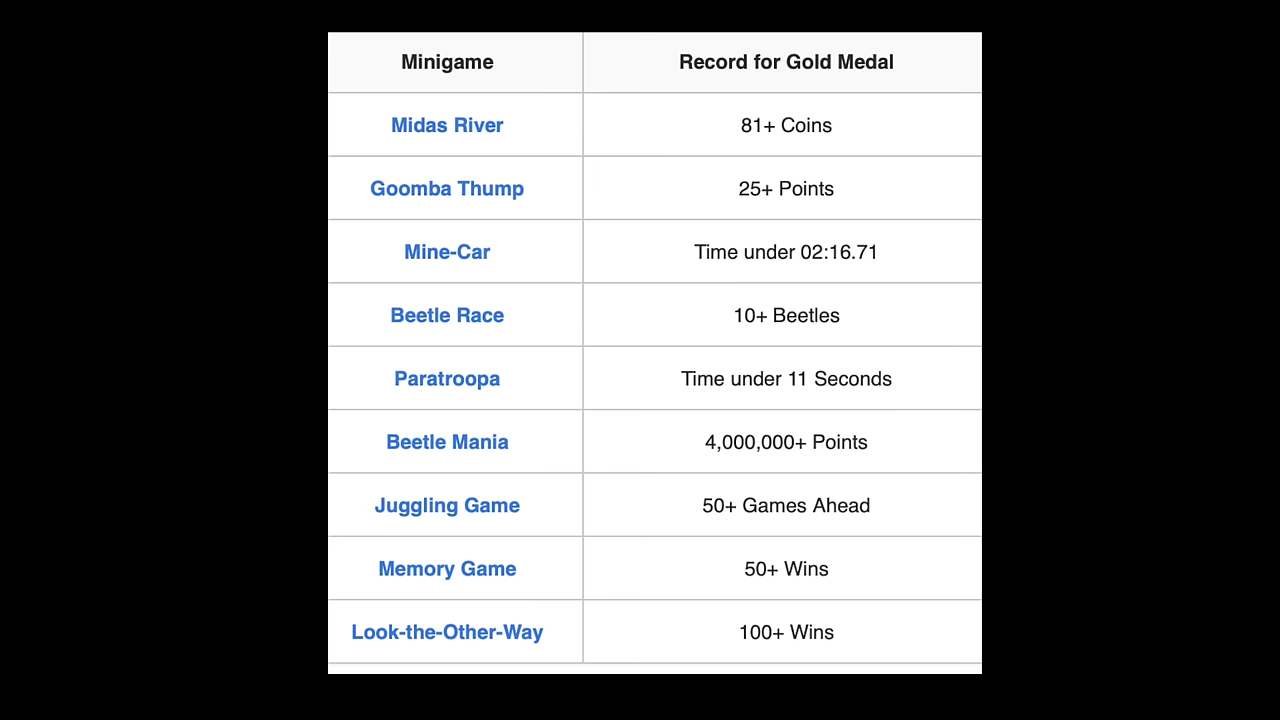 Minigame Record for Gold Medal
Midas River 81+ Coins
Goomba Thump 25+ Points
Mine-Car Time under 02:16.71
Beetle Race 10+ Beetles
Paratroopa Time under 11 Seconds
Beetle Mania 4,000,000+ Points
Juggling Game 50+ Games Ahead
Memory Game 50+ Wins
Look-the-Other-Way 100+ Wins